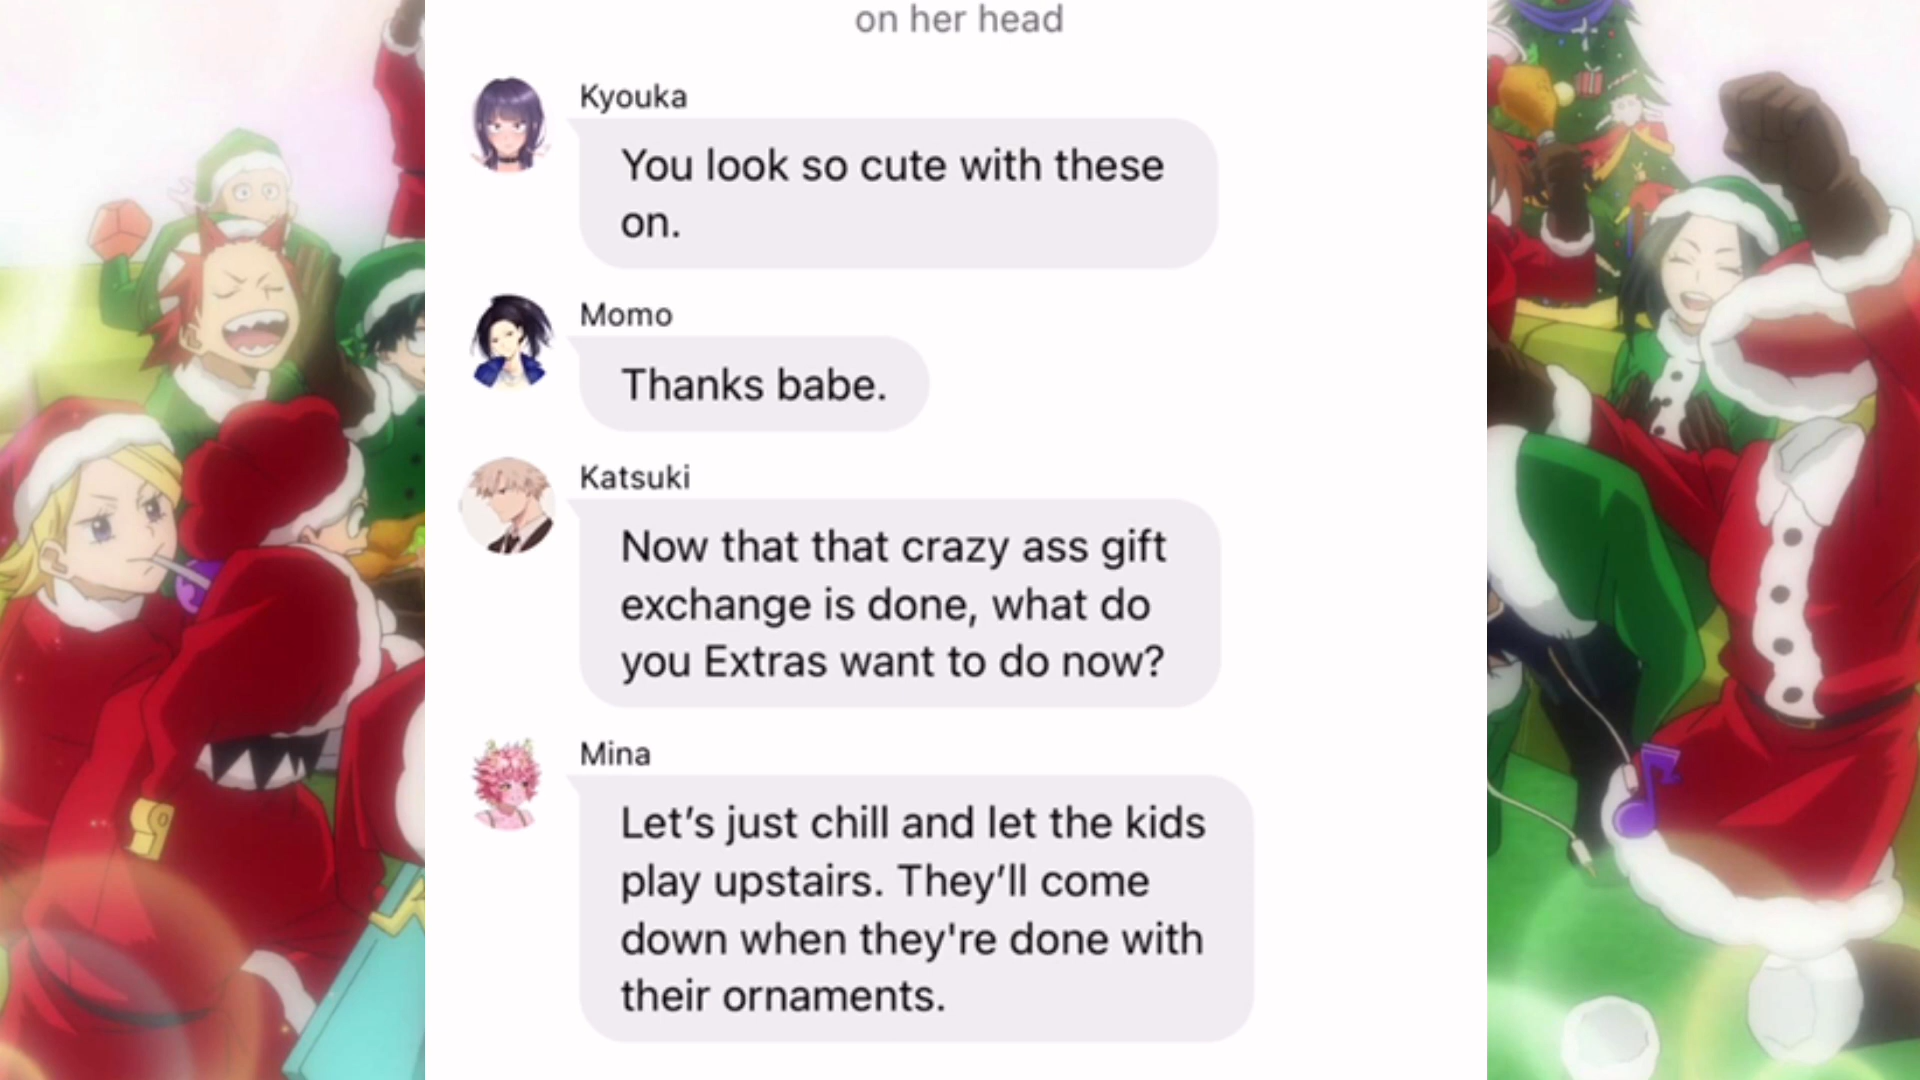 on her head
Kyouka
You look so cute with these
on.
Momo
Thanks babe.
Katsuki
Now that that crazy ass gift
exchange is done, what do
you Extras want to do now?
Mina
Let’s just chill and let the kids
play upstairs. They’ll come
down when they're done with
their ornaments.